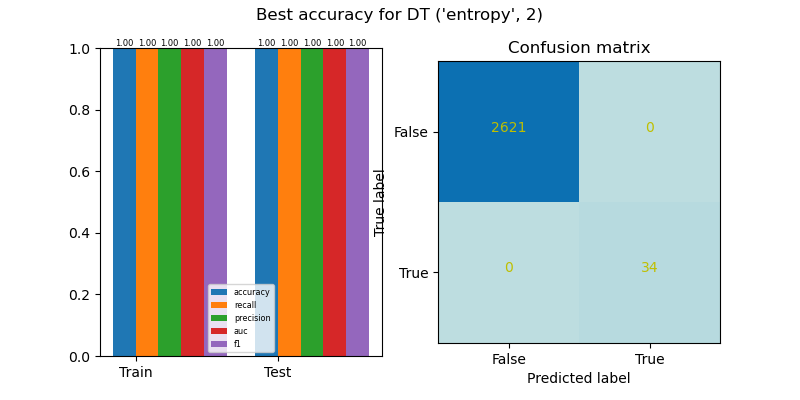 Best accuracy for DT ('entropy', 2)
1.00 1.00 1.00 1.00 1.00 1.00 1.00 1.00 1.00 1.00
1.0
0.8
0.6
0.4
0.2
0.0
accuracy
recall
precision
auc
f1
Train Test
Confusion matrix
True label
False
True
2621 0
0 34
False True
Predicted label